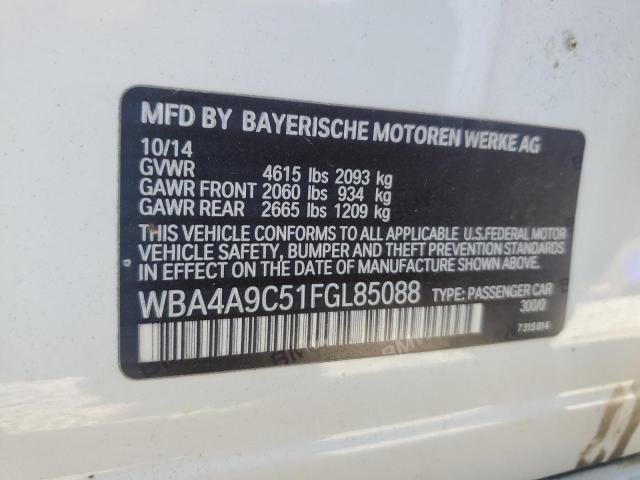 MFD BY BAYERISCHE MOTOREN WERKE AG
10/14
GVWR 4615 lbs 2093 kg
GAWR FRONT 2060 lbs 934 kg
GAWR REAR 2665 lbs 1209 kg
THIS VEHICLE CONFORMS TO ALL APPLICABLE U.S.FEDERAL MOTOR
VEHICLE SAFETY, BUMPER AND THEFT PREVENTION STANDARDS
IN EFFECT ON THE DATE OF MANUFACTURE SHOWN ABOVE.
WBA4A9C51FGL85088 TYPE: PASSENGER CAR
300/0
7315814